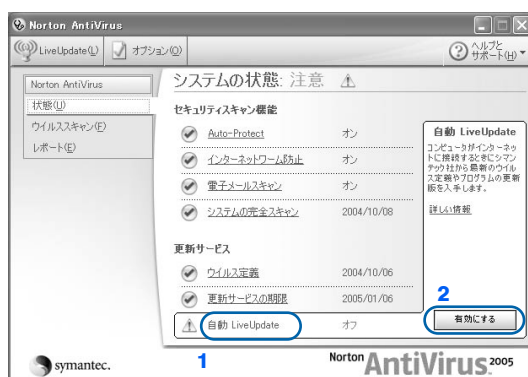 Norton AntiVirus
LiveUpdate(L)
オプション(O)
ヘルプと
サポート(H)
Norton AntiVirus
状態(U)
ウイルススキャン(F)
レポート(E)
システムの状態: 注意
セキュリティスキャン機能
Auto-Protect オン
インターネットワーム防止 オン
電子メールスキャン オン
システムの完全スキャン 2004/10/08
更新サービス
ウイルス定義 2004/10/06
更新サービスの期限 2005/01/06
自動 LiveUpdate オフ
自動 LiveUpdate
コンピュータがインターネッ
トに接続するときにシマン
テック社から最新のウイル
ス定義やプログラムの更新
版を入手します。
詳しい情報
2
有効にする
1
symantec.
Norton AntiVirus 2005